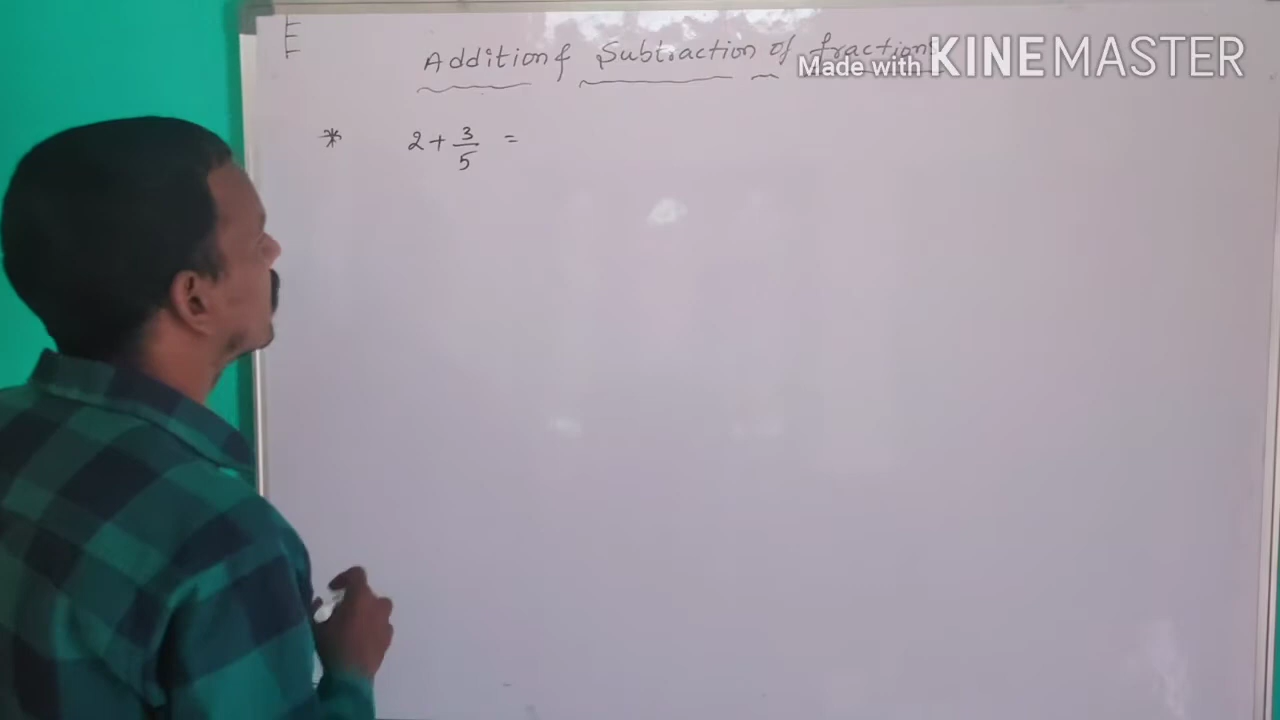 E
Addition & Subtraction of fractions
Made with KINEMASTER
* 2 + 3/5 =